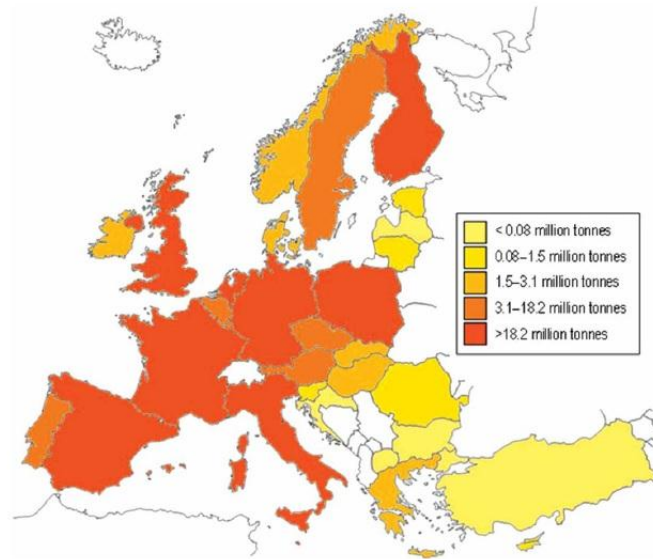 < 0.08 million tonnes
0.08–1.5 million tonnes
1.5–3.1 million tonnes
3.1–18.2 million tonnes
>18.2 million tonnes